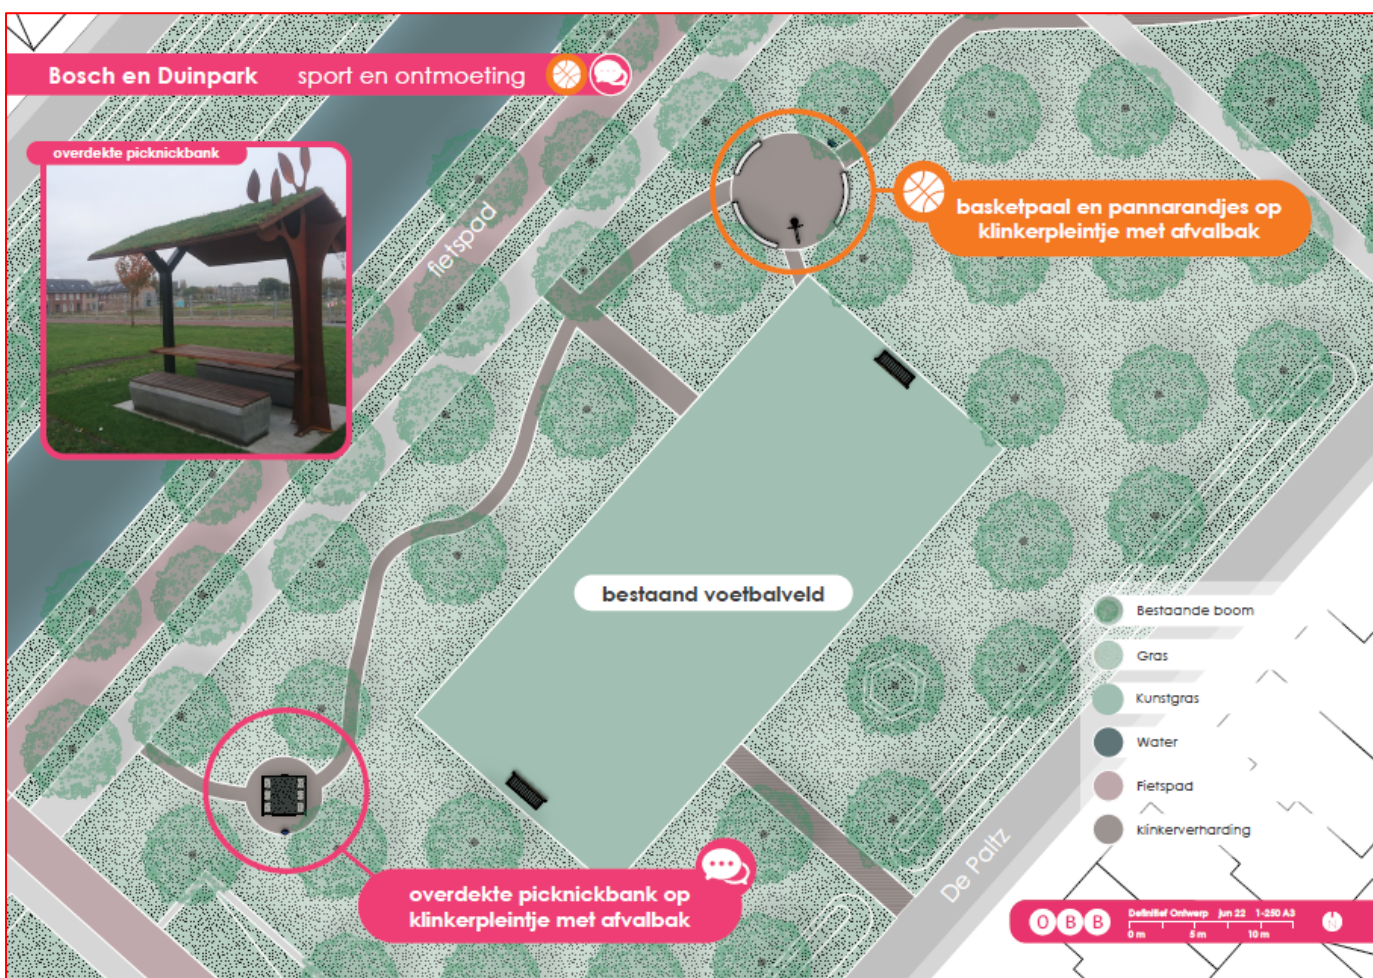 Bosch en Duinpark sport en ontmoeting
overdekte picknickbank
fietspad
basketpaal en pannarandjes op
klinkerpleintje met afvalbak
bestaand voetbalveld
Bestaande boom
Gras
Kunstgras
Water
Fietspad
klinkerverharding
De Paltz
overdekte picknickbank op
klinkerpleintje met afvalbak
O B B
Definitief Ontwerp jun 22 1-250 A3
0 m 5 m 10 m